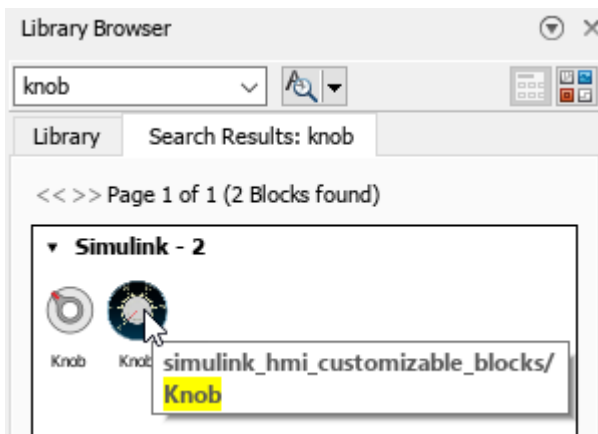 Library Browser
knob
Library
Search Results: knob
<< >> Page 1 of 1 (2 Blocks found)
Simulink - 2
Knob
Knob
simulink_hmi_customizable_blocks/
Knob